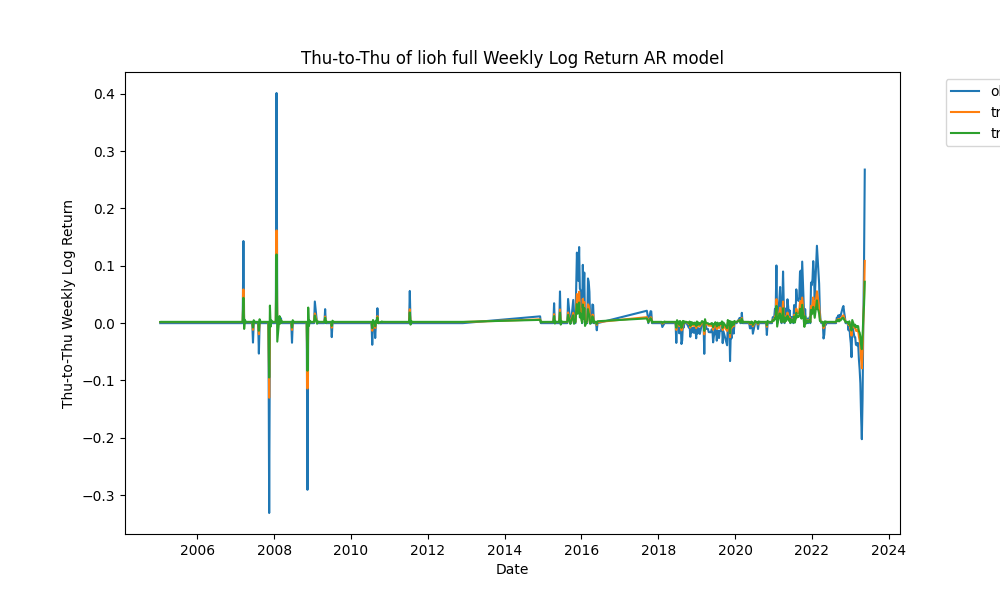 Thu-to-Thu of lioh full Weekly Log Return AR model
Thu-to-Thu Weekly Log Return
0.4
0.3
0.2
0.1
0.0
−0.1
−0.2
−0.3
2006 2008 2010 2012 2014 2016 2018 2020 2022 2024
Date